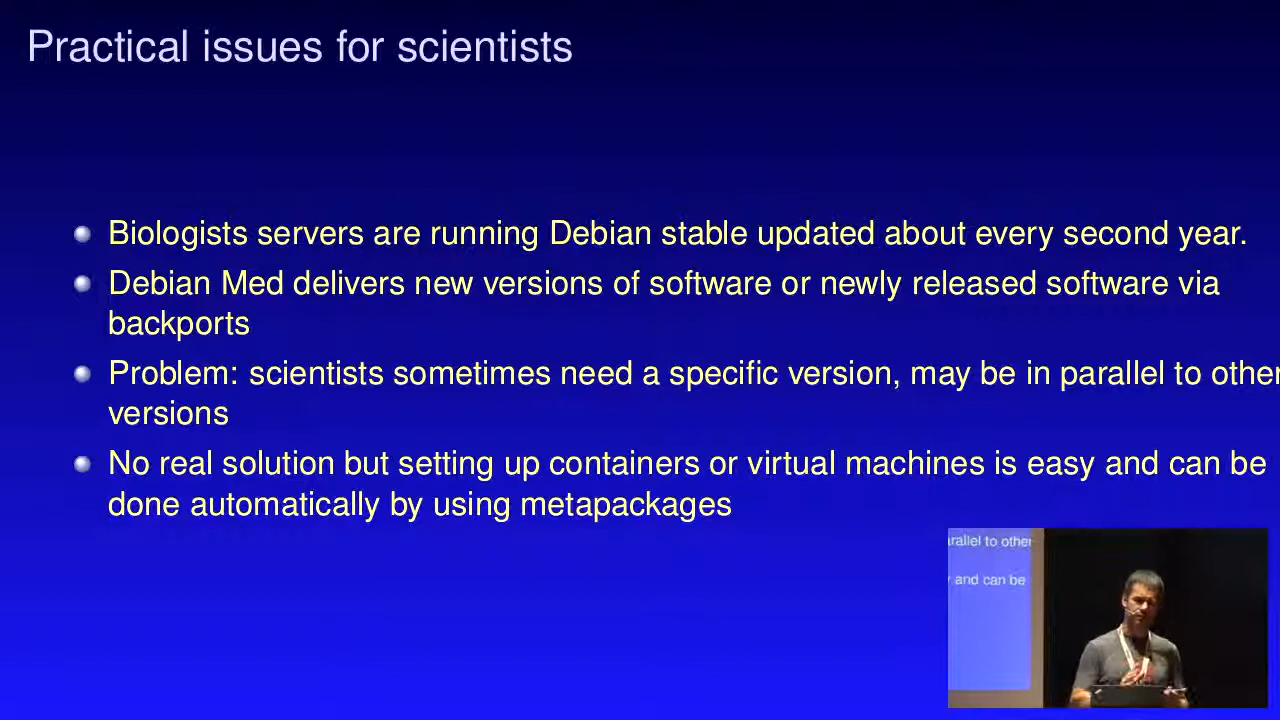 Practical issues for scientists
Biologists servers are running Debian stable updated about every second year.
Debian Med delivers new versions of software or newly released software via
backports
Problem: scientists sometimes need a specific version, may be in parallel to other
versions
No real solution but setting up containers or virtual machines is easy and can be
done automatically by using metapackages
rallel to other
and can be